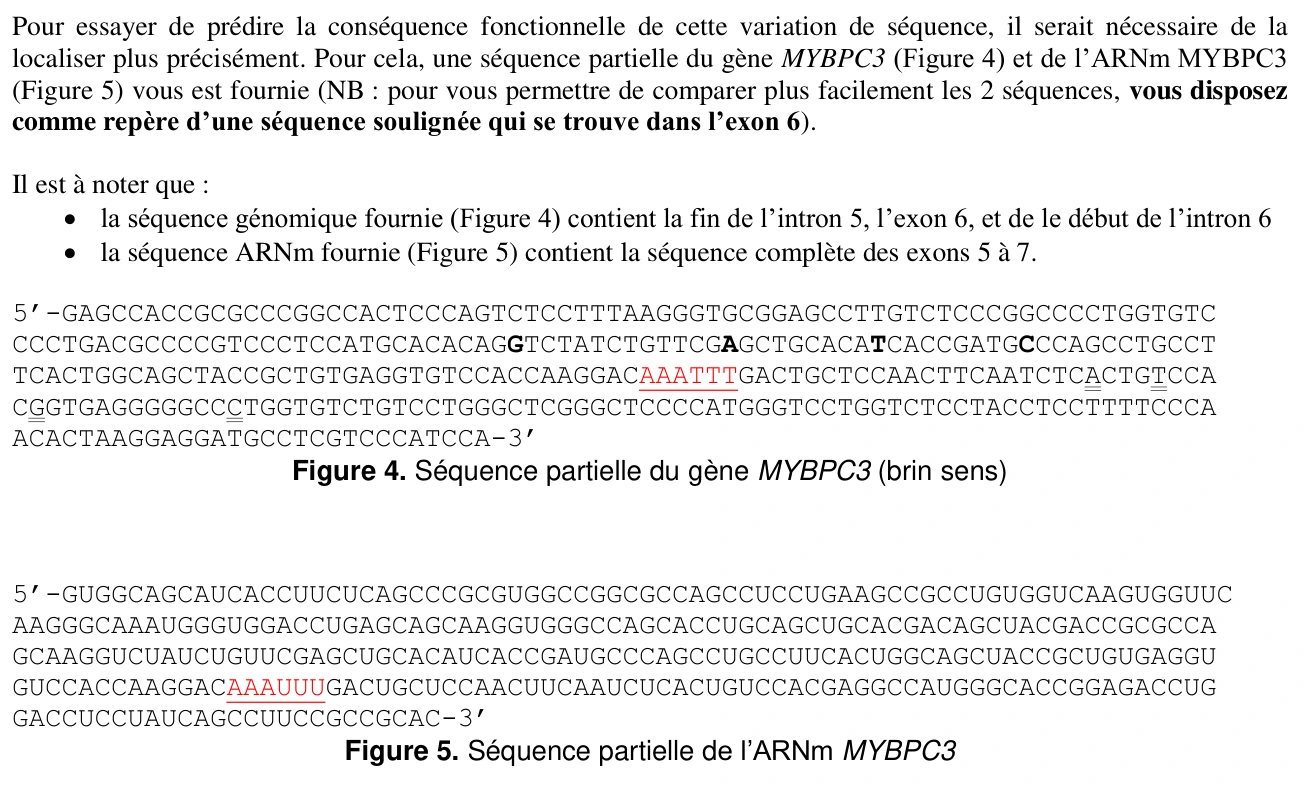 Pour essayer de prédire la conséquence fonctionnelle de cette variation de séquence, il serait nécessaire de la
localiser plus précisément. Pour cela, une séquence partielle du gène MYBPC3 (Figure 4) et de l’ARNm MYBPC3
(Figure 5) vous est fournie (NB : pour vous permettre de comparer plus facilement les 2 séquences, vous disposez
comme repère d’une séquence soulignée qui se trouve dans l’exon 6).
Il est à noter que :
• la séquence génomique fournie (Figure 4) contient la fin de l’intron 5, l’exon 6, et de le début de l’intron 6
• la séquence ARNm fournie (Figure 5) contient la séquence complète des exons 5 à 7.
5’-GAGCCACCGCGCCCGGCCACTCCCAGTCTCCTTTAAGGGTGCGGAGCCTTGTCTCCCGGCCCCTGGTGTC
CCCTGACGCCCCGTCCCTCCATGCACACAGGTCTATCTGTTCGAGCTGCACATCACCGATGCCCAGCCTGCCT
TCACTGGCAGCTACCGCTGTGAGGTGTCCACCAAGGACAAATTTGACTGCTCCAACTTCAATCTCACTGTCCA
CGGTGAGGGGGCCCTGGTGTCTGTCCTGGGCTCGGGCTCCCCATGGGTCCTGGTCTCCTACCTCCTTTTCCCA
ACACTAAGGAGGATGCCTCGTCCCATCCA-3’
Figure 4. Séquence partielle du gène MYBPC3 (brin sens)
5’-GUGGCAGCAUCACCUUCUCAGCCCGCGUGGCCGGCGCCAGCCUCCUGAAGCCGCCUGUGGUCAAGUGGUUC
AAGGGCAAAUGGGUGGACCUGAGCAGCAAGGUGGGCCAGCACCUGCAGCUGCACGACAGCUACGACCGCGCCA
GCAAGGUCUAUCUGUUCGAGCUGCACAUCACCGAUGCCCAGCCUGCCUUCACUGGCAGCUACCGCUGUGAGGU
GUCCACCAAGGACAAAUUUGACUGCUCCAACUUCAAUCUCACUGUCCACGAGGCCAUGGGCACCGGAGACCUG
GACCUCCUAUCAGCCUUCCGCCGCAC-3’
Figure 5. Séquence partielle de l’ARNm MYBPC3